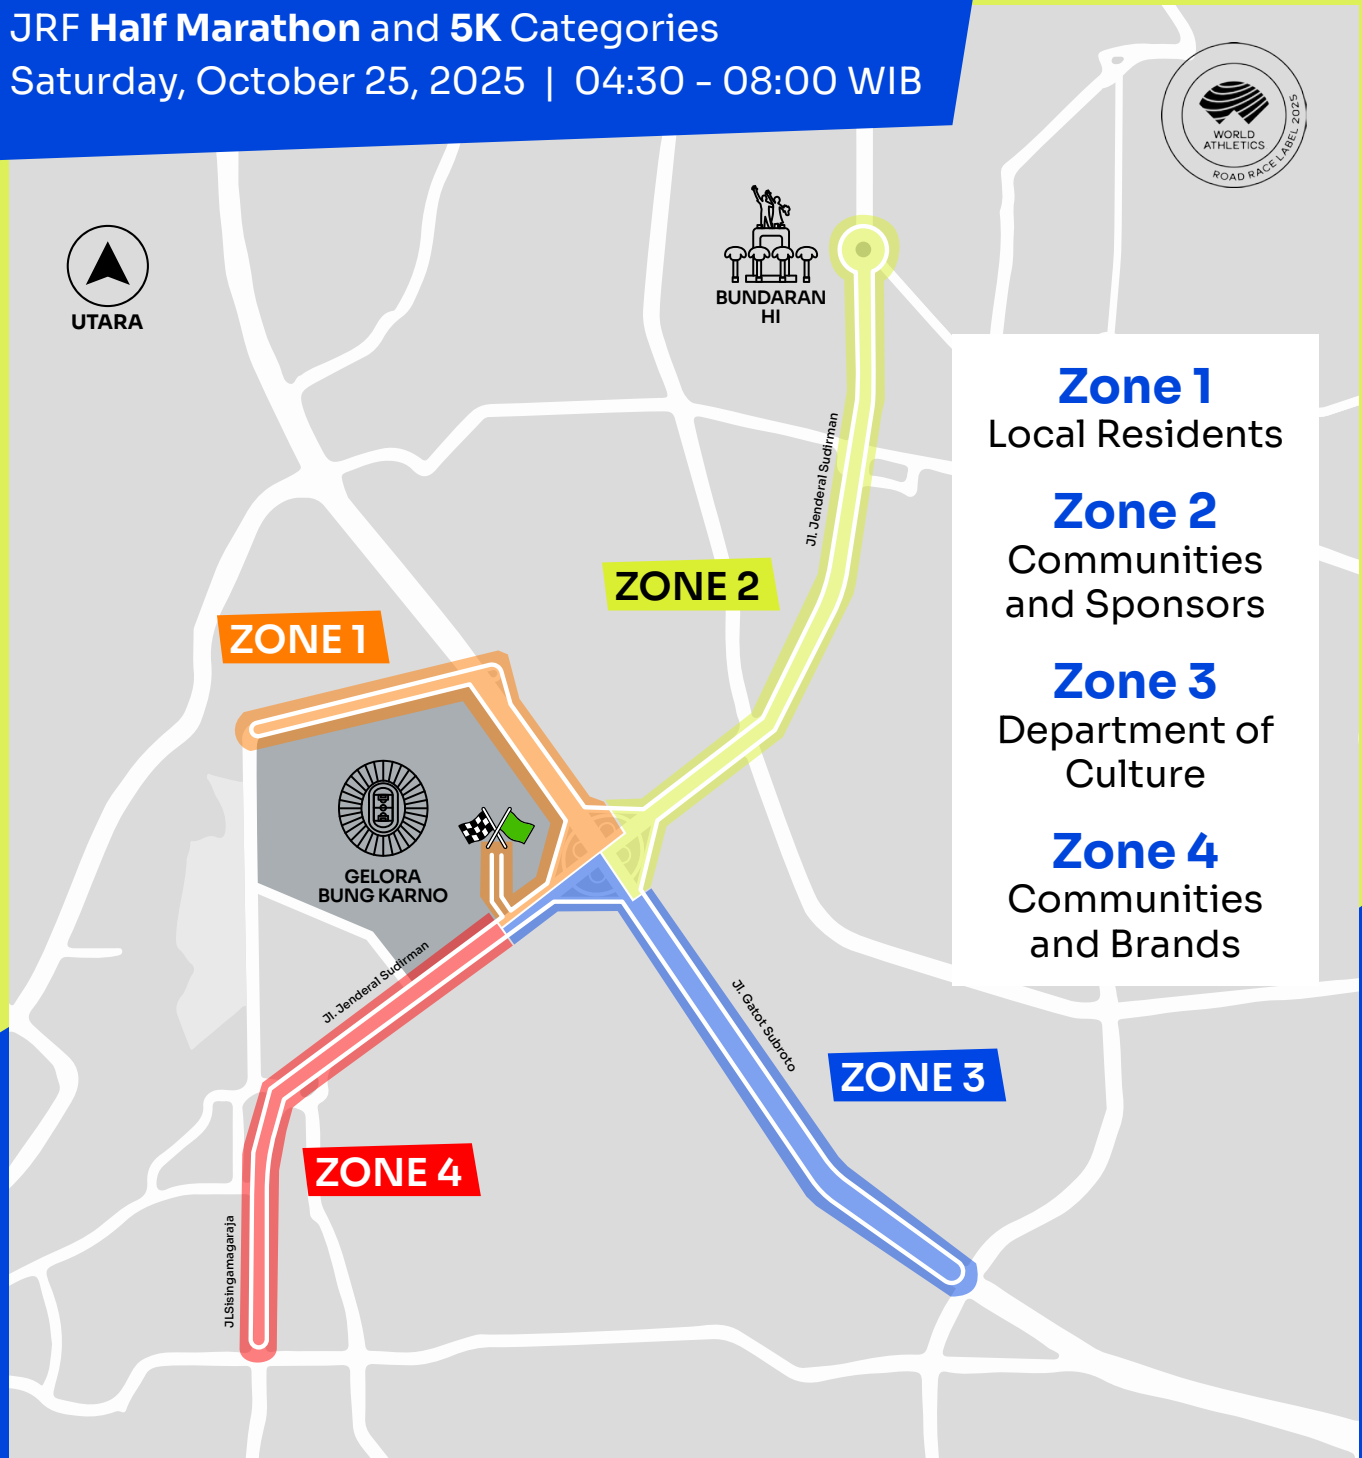 JRF Half Marathon and 5K Categories
Saturday, October 25, 2025 | 04:30 - 08:00 WIB
WORLD
ATHLETICS
ROAD RACE LABEL 2025
UTARA
BUNDARAN
HI
Jl. Jenderal Sudirman
Zone 1
Local Residents
Zone 2
Communities
and Sponsors
Zone 3
Department of
Culture
Zone 4
Communities
and Brands
ZONE 2
ZONE 1
GELORA
BUNG KARNO
Jl. Jenderal Sudirman
Jl. Gatot Subroto
ZONE 3
ZONE 4
JLSisingamagaraja